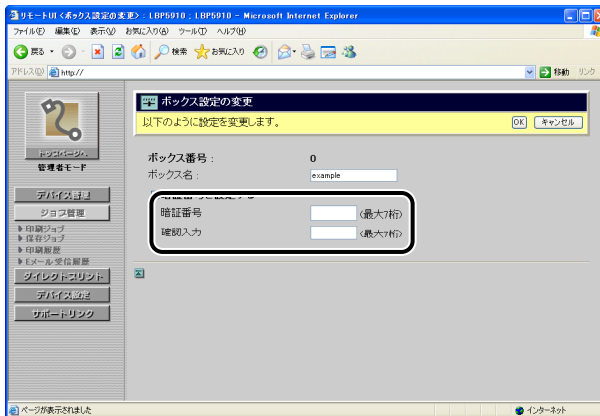 リモートUI <ボックス設定の変更> : LBP5910 ; LBP5910 - Microsoft Internet Explorer
ファイル(F) 編集(E) 表示(V) お気に入り(A) ツール(T) ヘルプ(H)
戻る 検索 お気に入り
アドレス(D) http:// 移動 リンク
ボックス設定の変更
以下のように設定を変更します。 OK キャンセル
トップページへ
管理者モード
ボックス番号 : 0
ボックス名 : example
デバイス管理
ジョブ管理
印刷ジョブ
保存ジョブ
印刷履歴
Eメール受信履歴
ダイレクトプリント
デバイス設定
サポートリンク
暗証番号を設定する
暗証番号 (最大7桁)
確認入力 (最大7桁)
ページが表示されました インターネット